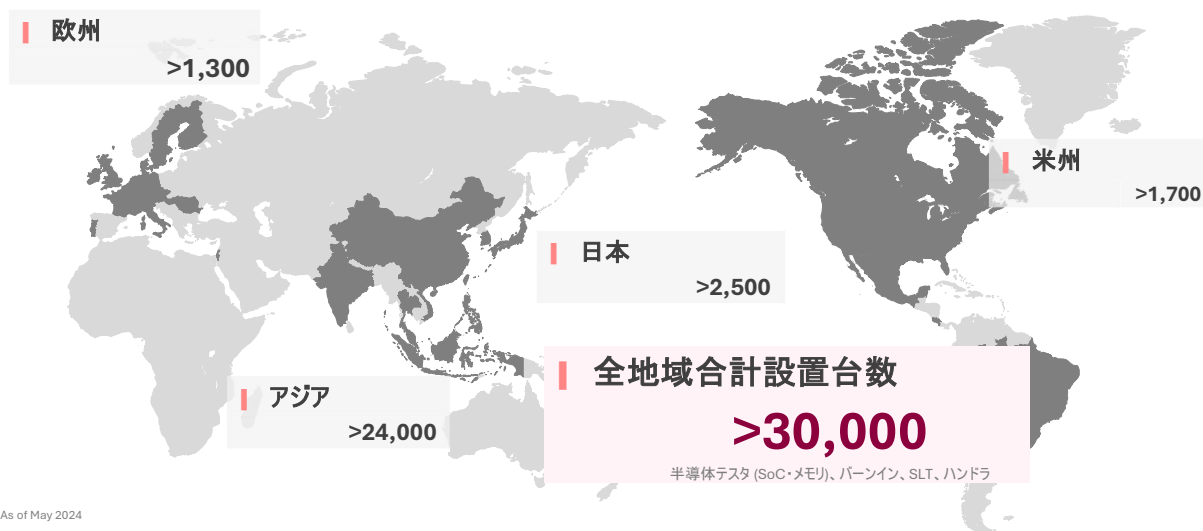 欧州
>1,300
米州
>1,700
日本
>2,500
アジア
>24,000
全地域合計設置台数
>30,000
半導体テスタ (SoC・メモリ)、バーンイン、SLT、ハンドラ
As of May 2024